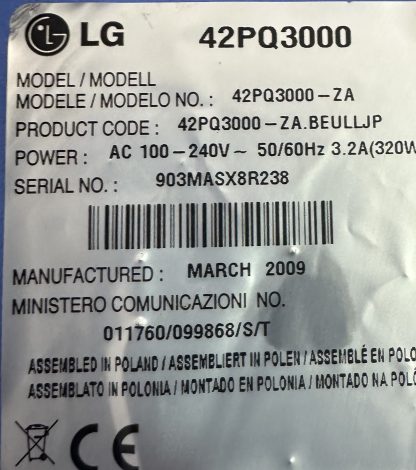 LG 42PQ3000
MODEL / MODELL
MODELE / MODELO NO. : 42PQ3000-ZA
PRODUCT CODE : 42PQ3000-ZA.BEULLJP
POWER : AC 100-240V~ 50/60Hz 3.2A(320W
SERIAL NO. : 903MASX8R238
MANUFACTURED : MARCH 2009
MINISTERO COMUNICAZIONI NO.
011760/099868/S/T
ASSEMBLED IN POLAND / ASSEMBLIERT IN POLEN / ASSEMBLÉ EN POLO
ASSEMBLATO IN POLONIA / MONTADO EN POLONIA / MONTADO NA POLÓ
CE